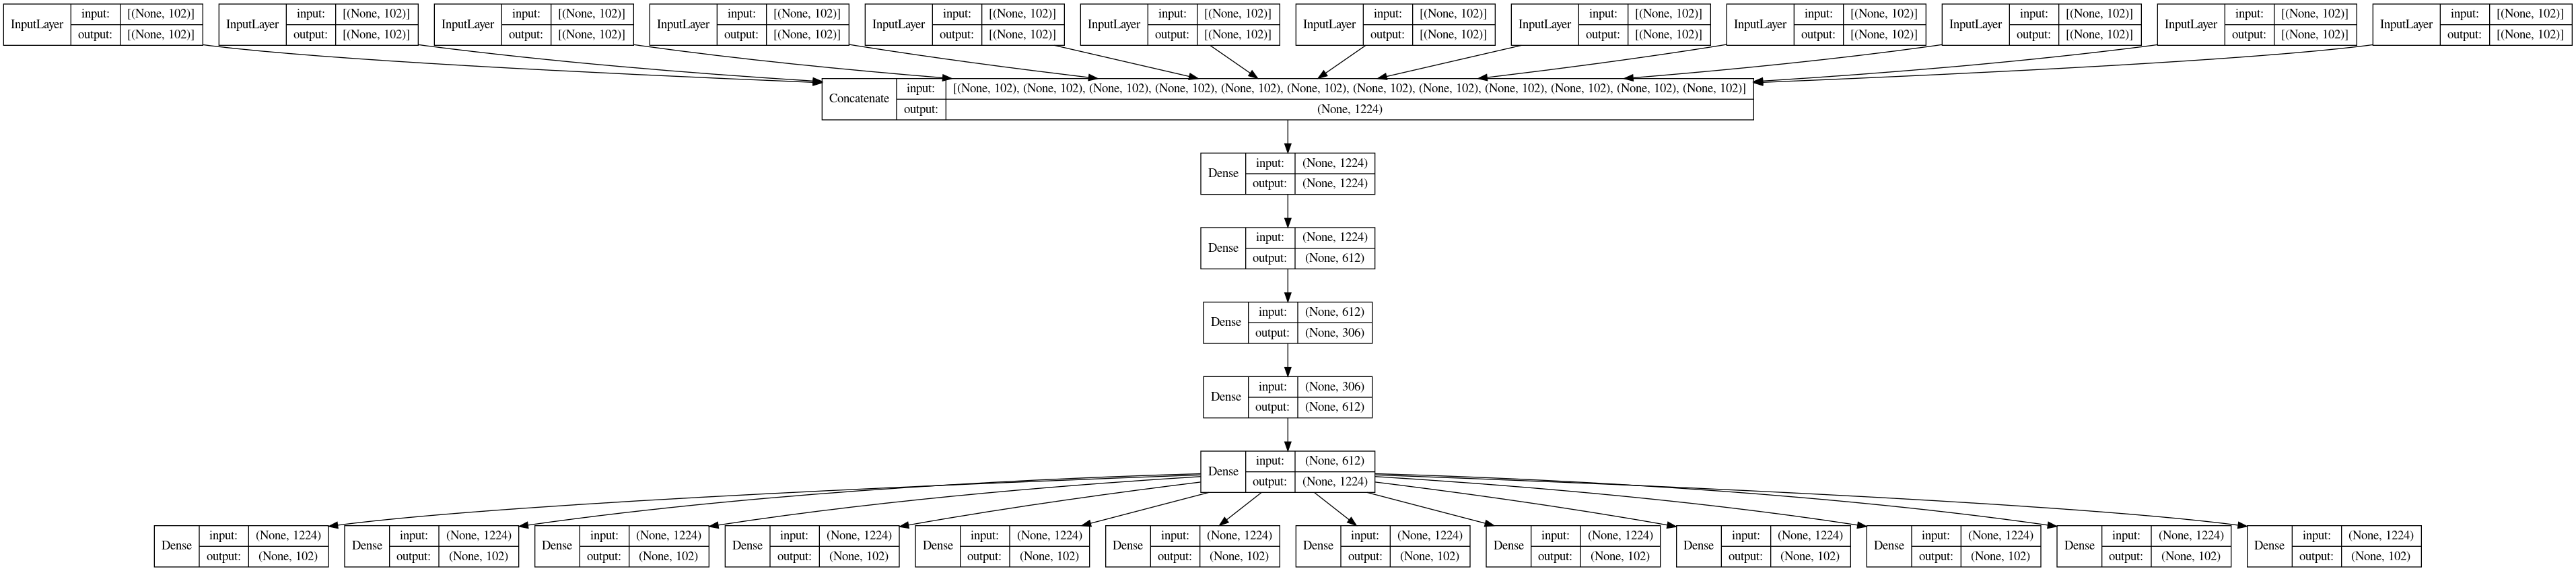 InputLayer input: [(None, 102)]
output: [(None, 102)]
InputLayer input: [(None, 102)]
output: [(None, 102)]
InputLayer input: [(None, 102)]
output: [(None, 102)]
InputLayer input: [(None, 102)]
output: [(None, 102)]
InputLayer input: [(None, 102)]
output: [(None, 102)]
InputLayer input: [(None, 102)]
output: [(None, 102)]
InputLayer input: [(None, 102)]
output: [(None, 102)]
InputLayer input: [(None, 102)]
output: [(None, 102)]
InputLayer input: [(None, 102)]
output: [(None, 102)]
InputLayer input: [(None, 102)]
output: [(None, 102)]
InputLayer input: [(None, 102)]
output: [(None, 102)]
InputLayer input: [(None, 102)]
output: [(None, 102)]
Concatenate input: [(None, 102), (None, 102), (None, 102), (None, 102), (None, 102), (None, 102), (None, 102), (None, 102), (None, 102), (None, 102), (None, 102), (None, 102)]
output: (None, 1224)
Dense input: (None, 1224)
output: (None, 1224)
Dense input: (None, 1224)
output: (None, 612)
Dense input: (None, 612)
output: (None, 306)
Dense input: (None, 306)
output: (None, 612)
Dense input: (None, 612)
output: (None, 1224)
Dense input: (None, 1224)
output: (None, 102)
Dense input: (None, 1224)
output: (None, 102)
Dense input: (None, 1224)
output: (None, 102)
Dense input: (None, 1224)
output: (None, 102)
Dense input: (None, 1224)
output: (None, 102)
Dense input: (None, 1224)
output: (None, 102)
Dense input: (None, 1224)
output: (None, 102)
Dense input: (None, 1224)
output: (None, 102)
Dense input: (None, 1224)
output: (None, 102)
Dense input: (None, 1224)
output: (None, 102)
Dense input: (None, 1224)
output: (None, 102)
Dense input: (None, 1224)
output: (None, 102)